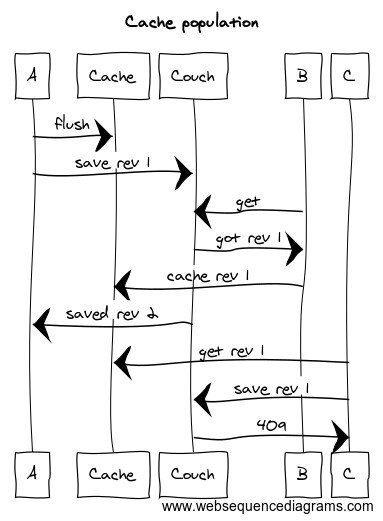 Cache population
A Cache Couch B C
flush
save rev 1
get
got rev 1
cache rev 1
saved rev 2
get rev 1
save rev 1
409
A Cache Couch B C
www.websequencediagrams.com